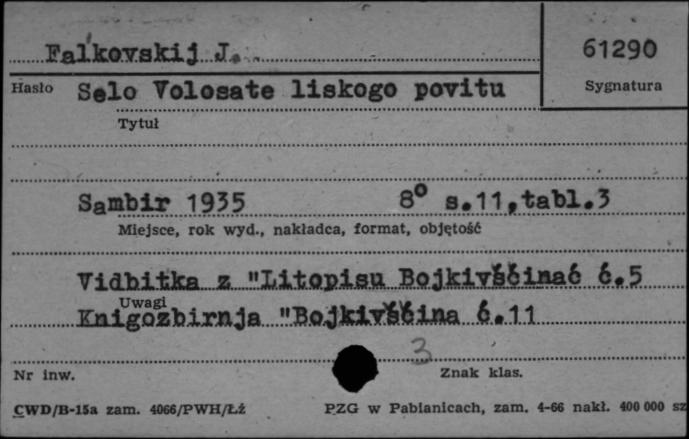 Falkovskij J.
61290
Hasło Selo Volosate liskogo povitu
Sygnatura
Tytuł
Sambir 1935 8° s.11,tabl.3
Miejsce, rok wyd., nakładca, format, objętość
Vidbitka z "Litopisu Bojkivščinać č.5
Uwagi
Knigozbirnja "Bojkivščina č.11
3
Nr inw. Znak klas.
CWD/B-15a zam. 4066/PWH/Łź PZG w Pabianicach, zam. 4-66 nakł. 400 000 sz